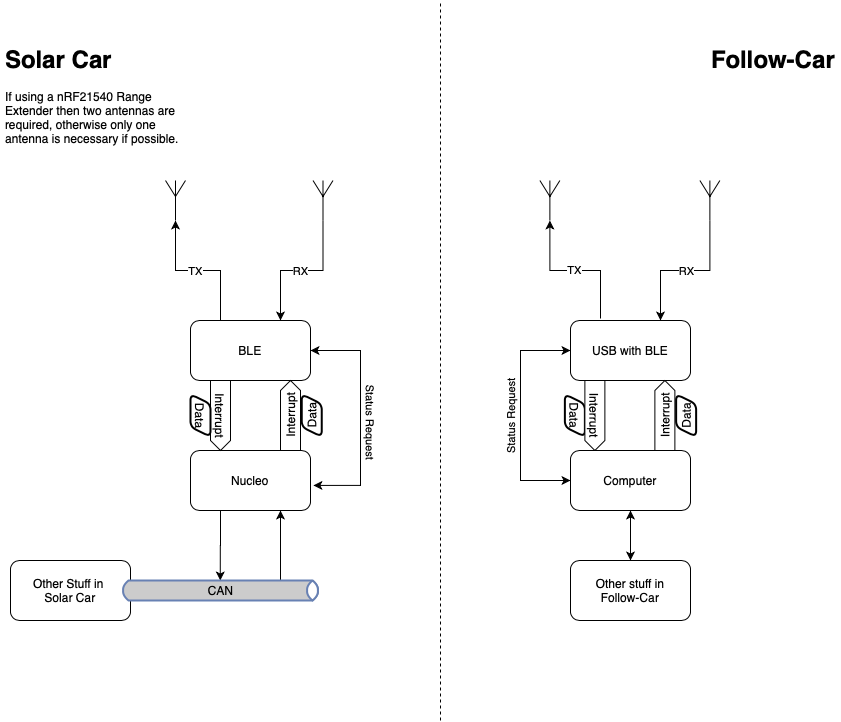 Solar Car
Follow-Car
If using a nRF21540 Range
Extender then two antennas are
required, otherwise only one
antenna is necessary if possible.
TX
RX
TX
RX
BLE
USB with BLE
Data
Interrupt
Interrupt
Data
Status Request
Status Request
Data
Interrupt
Interrupt
Data
Nucleo
Computer
Other Stuff in
Solar Car
CAN
Other stuff in
Follow-Car